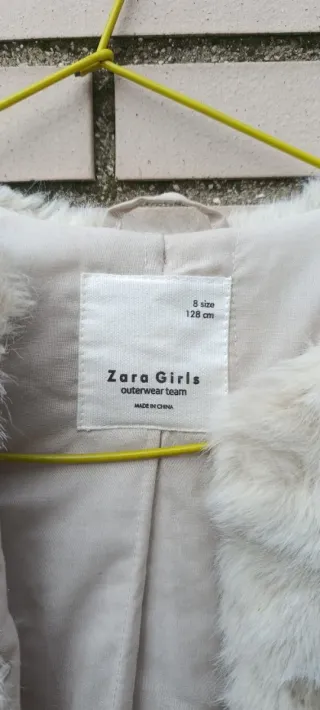 8 size
128 cm
Zara Girls
outerwear team
MADE IN CHINA